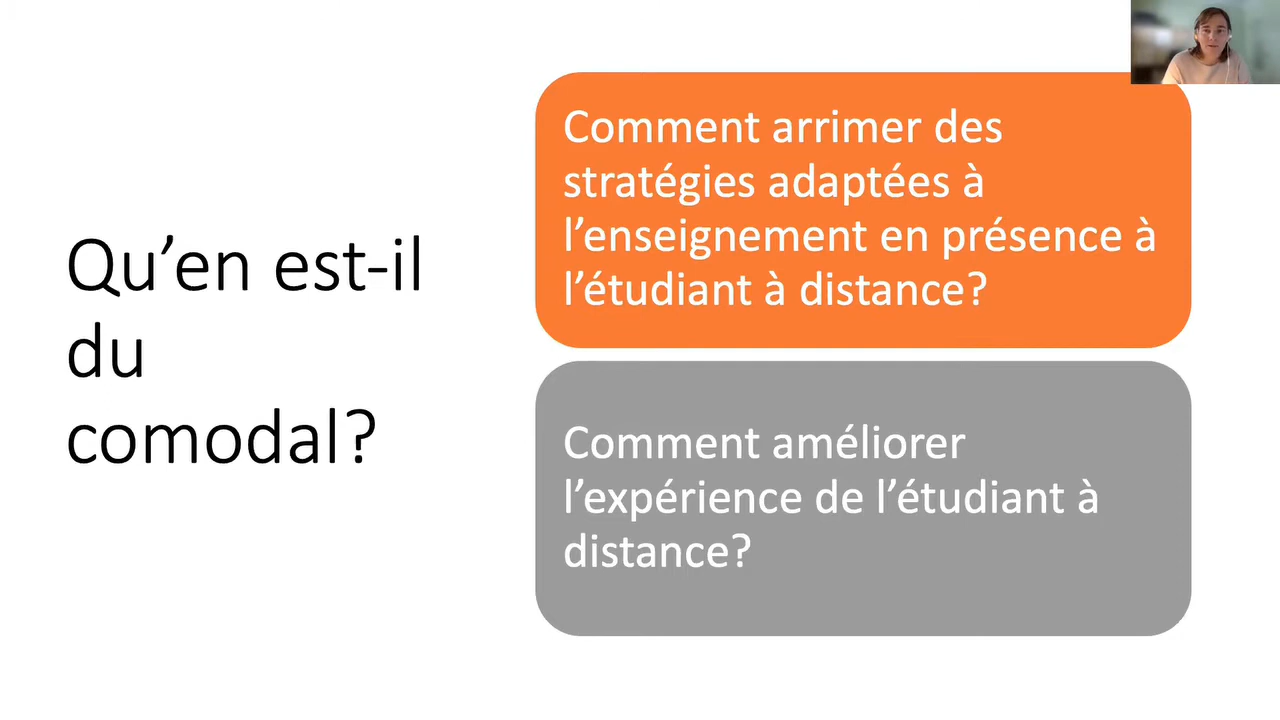 Qu’en est-il
du
comodal?
Comment arrimer des
stratégies adaptées à
l’enseignement en présence à
l’étudiant à distance?
Comment améliorer
l’expérience de l’étudiant à
distance?